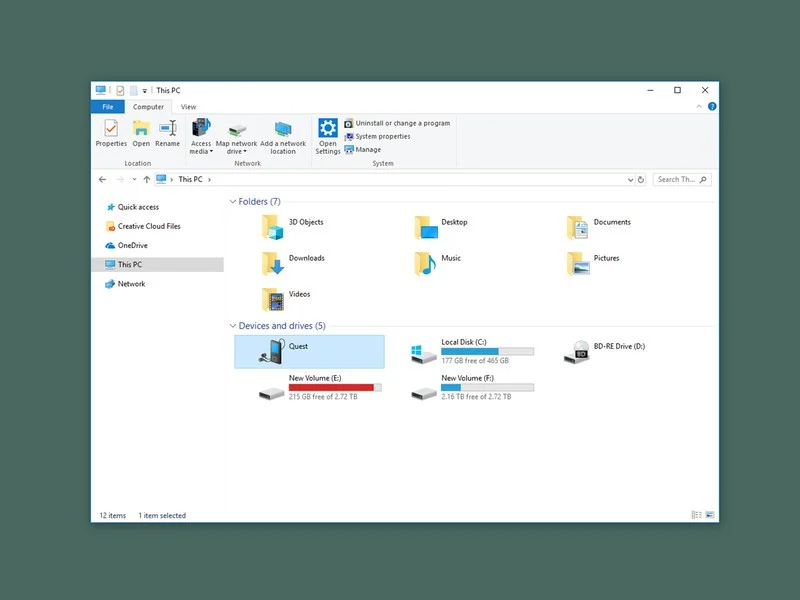 This PC
File Computer View
Properties Open Rename Access media Map network drive Add a network location Open Settings Uninstall or change a program
System properties
Manage
Location Network System
This PC Search Th...
Quick access
Creative Cloud Files
OneDrive
This PC
Network
Folders (7)
3D Objects Desktop Documents
Downloads Music Pictures
Videos
Devices and drives (5)
Quest Local Disk (C:) BD-RE Drive (D:)
177 GB free of 465 GB
BD
New Volume (E:) New Volume (F:)
215 GB free of 2.72 TB 2.16 TB free of 2.72 TB
12 items 1 item selected